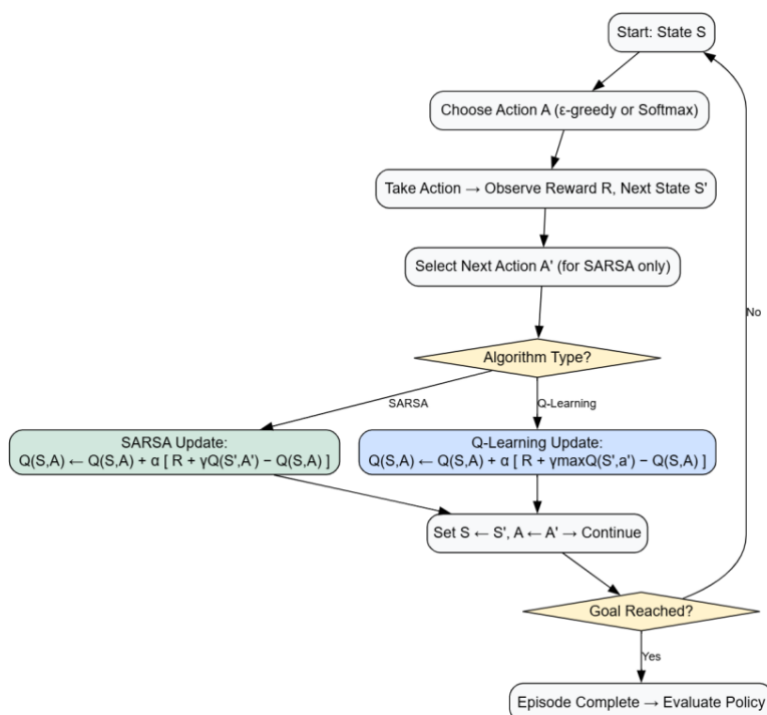 Start: State S
Choose Action A (ε-greedy or Softmax)
Take Action → Observe Reward R, Next State S'
Select Next Action A' (for SARSA only)
No
Algorithm Type?
SARSA
Q-Learning
SARSA Update:
Q(S,A) ← Q(S,A) + α [ R + γQ(S',A') − Q(S,A) ]
Q-Learning Update:
Q(S,A) ← Q(S,A) + α [ R + γmaxQ(S',a') − Q(S,A) ]
Set S ← S', A ← A' → Continue
Goal Reached?
Yes
Episode Complete → Evaluate Policy